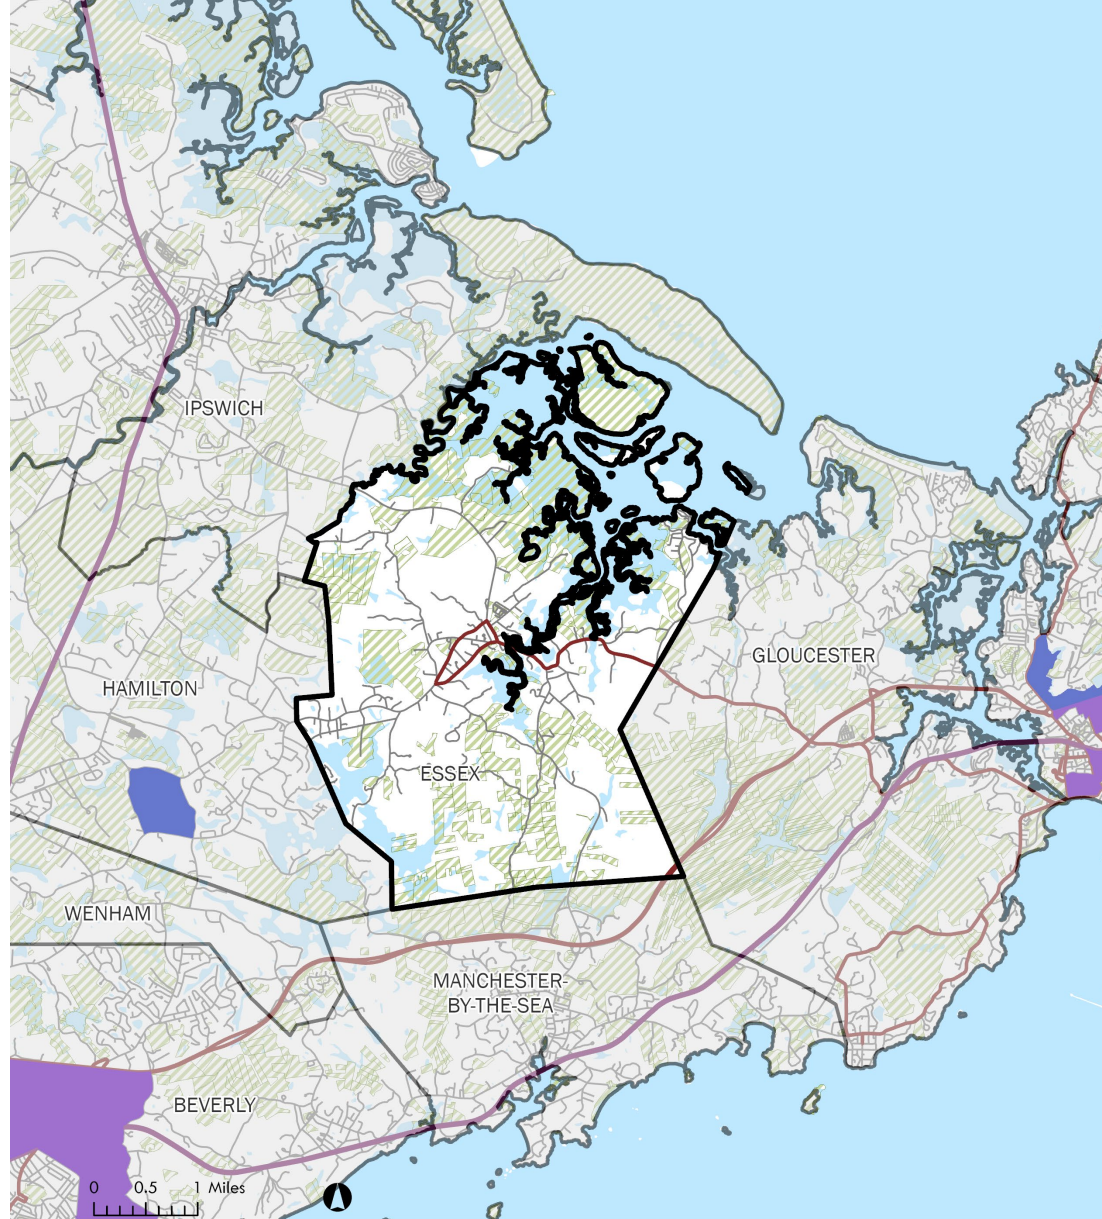 IPSWICH
GLOUCESTER
HAMILTON
ESSEX
WENHAM
MANCHESTER-
BY-THE-SEA
BEVERLY
0 0.5 1 Miles